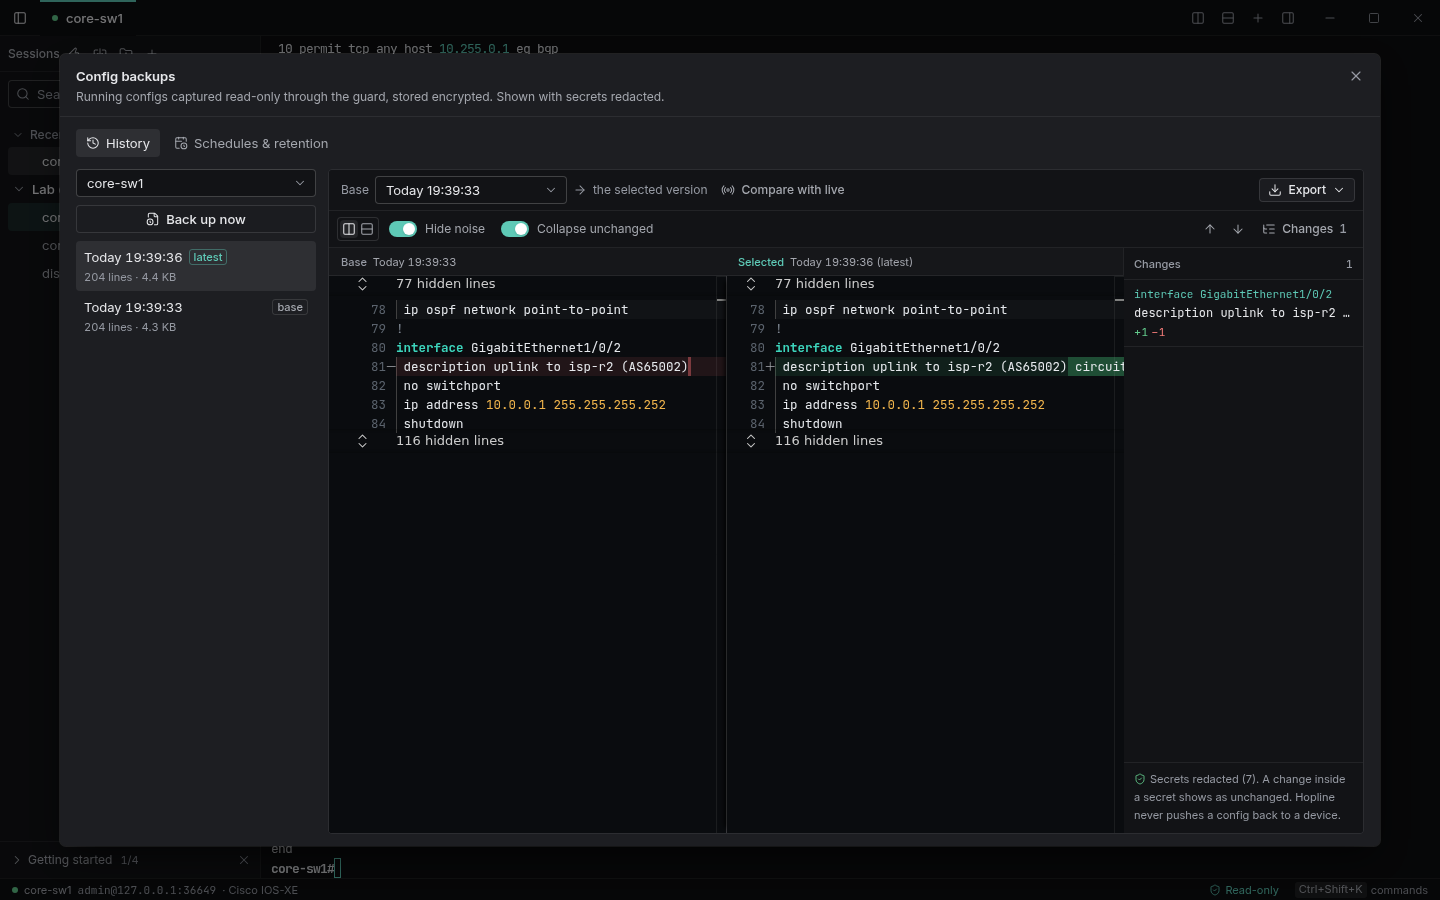 core-sw1
Sessions
10 permit tcp any host 10.255.0.1 eq bgp
Config backups
Running configs captured read-only through the guard, stored encrypted. Shown with secrets redacted.
History
Schedules & retention
core-sw1
Back up now
Today 19:39:36 latest
204 lines · 4.4 KB
Today 19:39:33 base
204 lines · 4.3 KB
Base Today 19:39:33 → the selected version Compare with live Export
Hide noise Collapse unchanged Changes 1
Base Today 19:39:33
77 hidden lines
78 ip ospf network point-to-point
79 !
80 interface GigabitEthernet1/0/2
81− description uplink to isp-r2 (AS65002)
82 no switchport
83 ip address 10.0.0.1 255.255.255.252
84 shutdown
116 hidden lines
Selected Today 19:39:36 (latest)
77 hidden lines
78 ip ospf network point-to-point
79 !
80 interface GigabitEthernet1/0/2
81+ description uplink to isp-r2 (AS65002) circuit
82 no switchport
83 ip address 10.0.0.1 255.255.255.252
84 shutdown
116 hidden lines
Changes 1
interface GigabitEthernet1/0/2
description uplink to isp-r2 …
+1 −1
Secrets redacted (7). A change inside
a secret shows as unchanged. Hopline
never pushes a config back to a device.
Lab
Getting started 1/4
end
core-sw1#
core-sw1 admin@127.0.0.1:36649 · Cisco IOS-XE
Read-only Ctrl+Shift+K commands